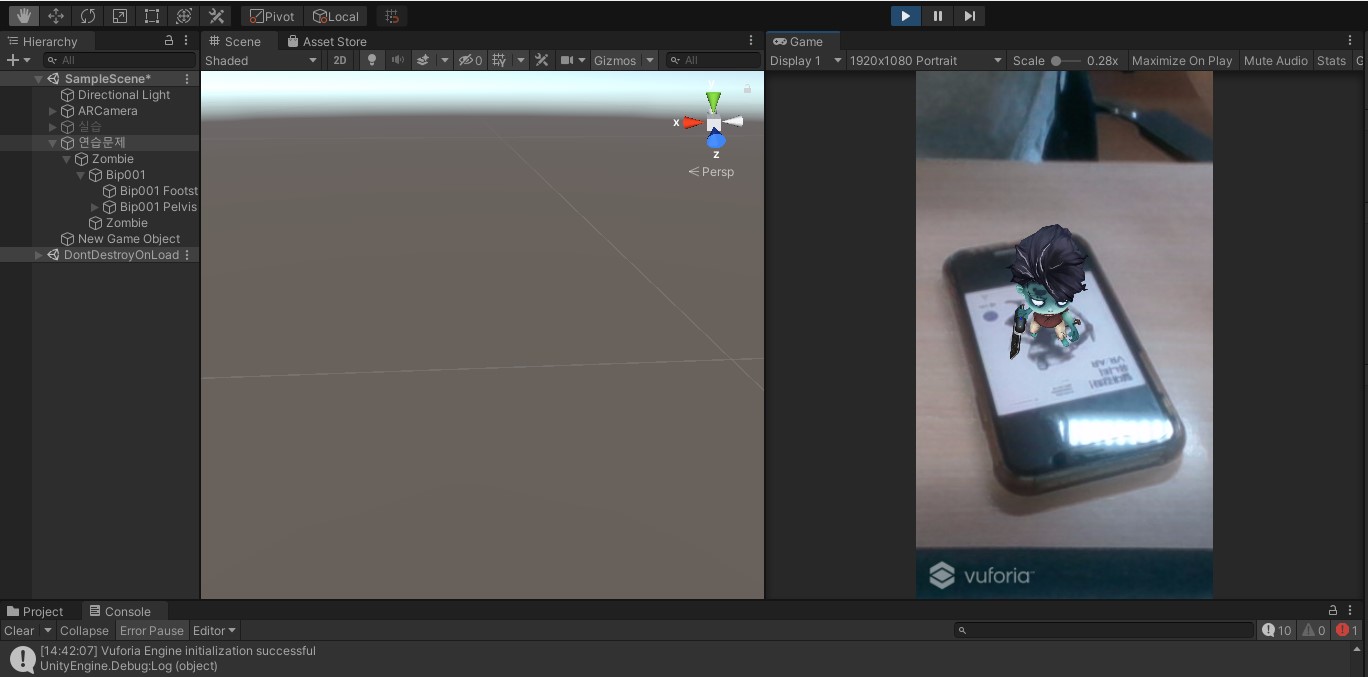 Pivot Local
Hierarchy
All
SampleScene*
Directional Light
ARCamera
실습
연습문제
Zombie
Bip001
Bip001 Footst
Bip001 Pelvis
Zombie
New Game Object
DontDestroyOnLoad
Scene Asset Store
Shaded 2D 0 Gizmos All
x
z
Persp
Game
Display 1 1920x1080 Portrait Scale 0.28x Maximize On Play Mute Audio Stats G
VR/AR
vuforia
Project Console
Clear Collapse Error Pause Editor 10 0 1
[14:42:07] Vuforia Engine initialization successful
UnityEngine.Debug:Log (object)